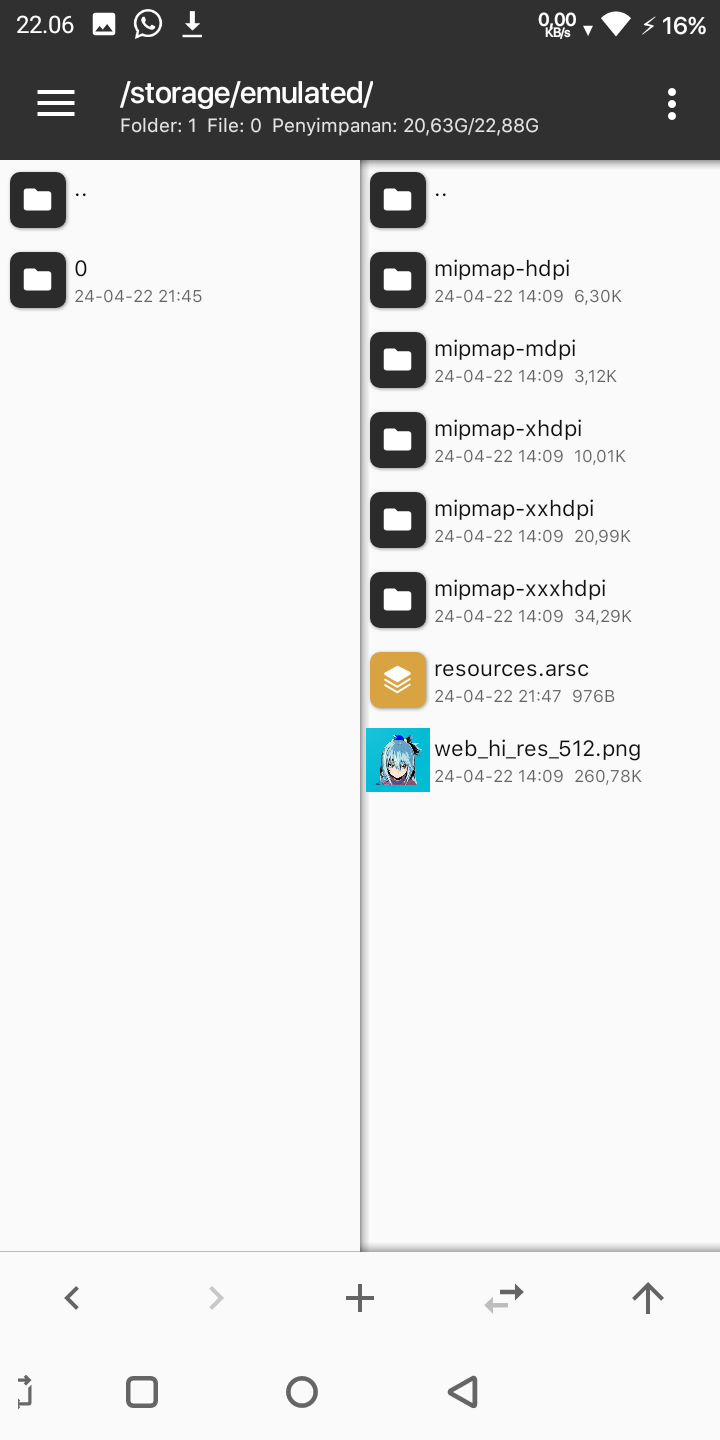 22.06
0,00
KB/s
16%
/storage/emulated/
Folder: 1 File: 0 Penyimpanan: 20,63G/22,88G
..
0
24-04-22 21:45
..
mipmap-hdpi
24-04-22 14:09 6,30K
mipmap-mdpi
24-04-22 14:09 3,12K
mipmap-xhdpi
24-04-22 14:09 10,01K
mipmap-xxhdpi
24-04-22 14:09 20,99K
mipmap-xxxhdpi
24-04-22 14:09 34,29K
resources.arsc
24-04-22 21:47 976B
web_hi_res_512.png
24-04-22 14:09 260,78K